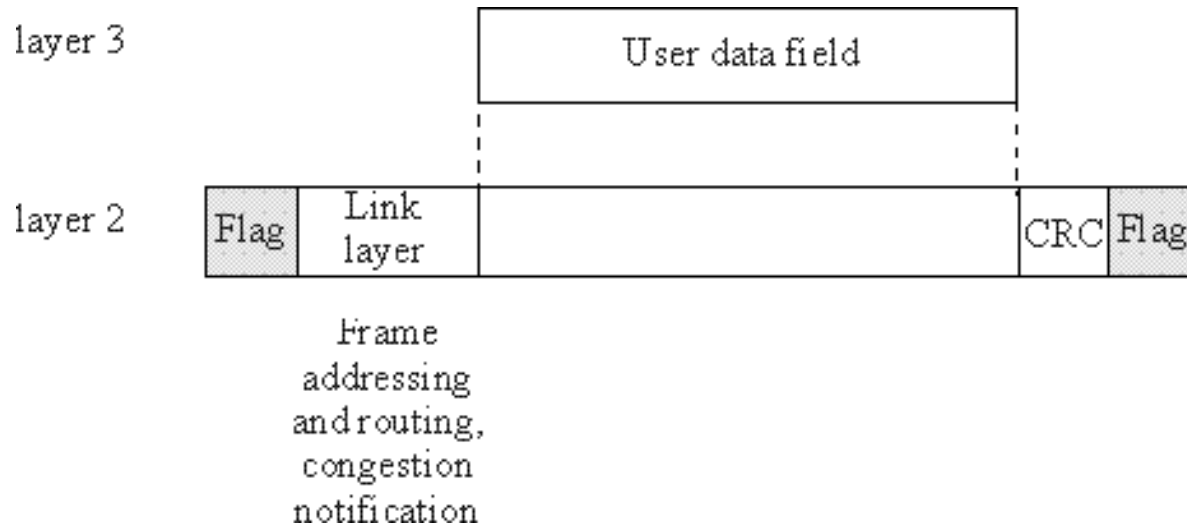 layer 3
User data field
layer 2
Flag
Link
layer
CRC
Flag
Frame
addressing
and routing,
congestion
notification